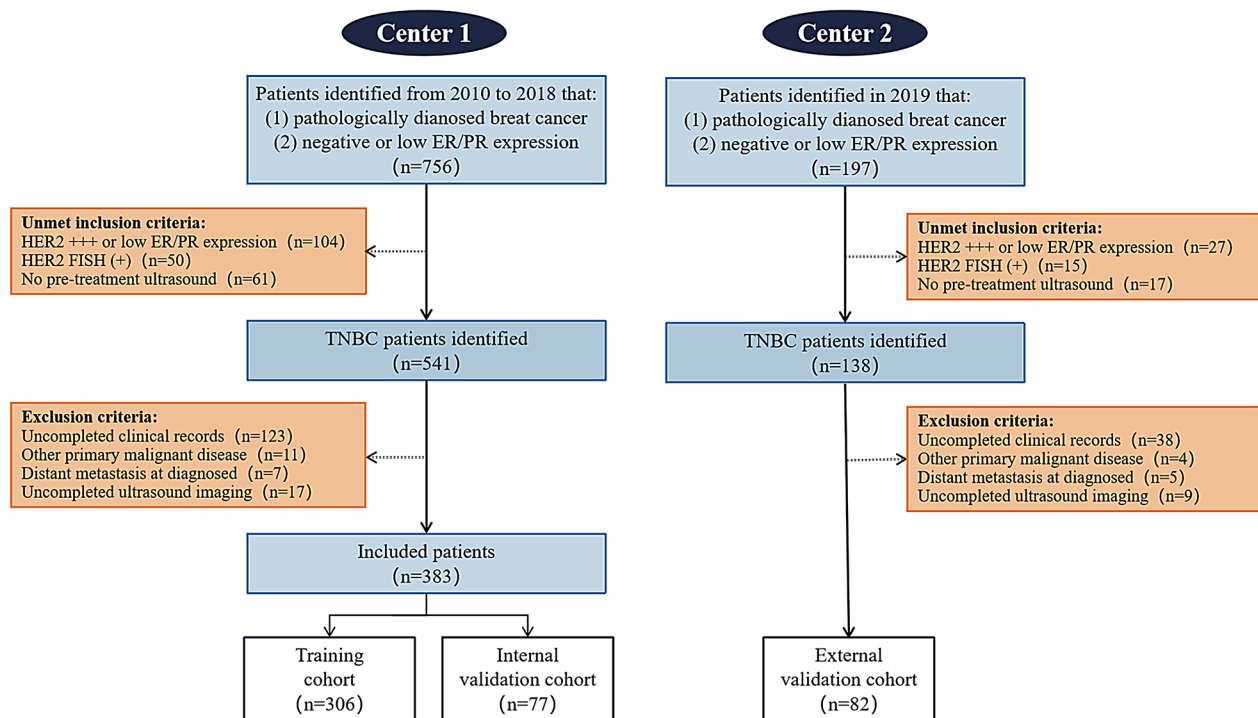 Center 1
Patients identified from 2010 to 2018 that:
(1) pathologically dianosed breat cancer
(2) negative or low ER/PR expression
(n=756)
Unmet inclusion criteria:
HER2 +++ or low ER/PR expression (n=104)
HER2 FISH (+) (n=50)
No pre-treatment ultrasound (n=61)
TNBC patients identified
(n=541)
Exclusion criteria:
Uncompleted clinical records (n=123)
Other primary malignant disease (n=11)
Distant metastasis at diagnosed (n=7)
Uncompleted ultrasound imaging (n=17)
Included patients
(n=383)
Training
cohort
(n=306)
Internal
validation cohort
(n=77)
Center 2
Patients identified in 2019 that:
(1) pathologically dianosed breat cancer
(2) negative or low ER/PR expression
(n=197)
Unmet inclusion criteria:
HER2 +++ or low ER/PR expression (n=27)
HER2 FISH (+) (n=15)
No pre-treatment ultrasound (n=17)
TNBC patients identified
(n=138)
Exclusion criteria:
Uncompleted clinical records (n=38)
Other primary malignant disease (n=4)
Distant metastasis at diagnosed (n=5)
Uncompleted ultrasound imaging (n=9)
External
validation cohort
(n=82)